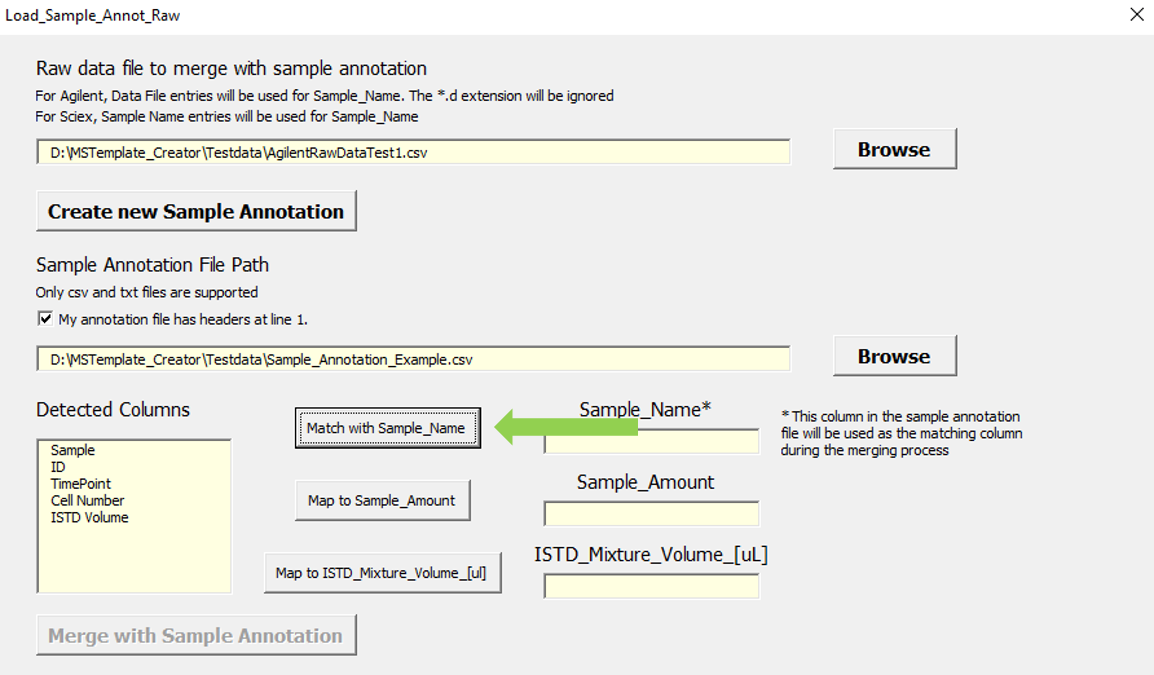 Load_Sample_Annot_Raw
Raw data file to merge with sample annotation
For Agilent, Data File entries will be used for Sample_Name. The *.d extension will be ignored
For Sciex, Sample Name entries will be used for Sample_Name
D:\MSTemplate_Creator\Testdata\AgilentRawDataTest1.csv
Browse
Create new Sample Annotation
Sample Annotation File Path
Only csv and txt files are supported
My annotation file has headers at line 1.
D:\MSTemplate_Creator\Testdata\Sample_Annotation_Example.csv
Browse
Detected Columns
Sample
ID
TimePoint
Cell Number
ISTD Volume
Match with Sample_Name
Map to Sample_Amount
Map to ISTD_Mixture_Volume_[ul]
Sample_Name*
Sample_Amount
ISTD_Mixture_Volume_[uL]
* This column in the sample annotation
file will be used as the matching column
during the merging process
Merge with Sample Annotation